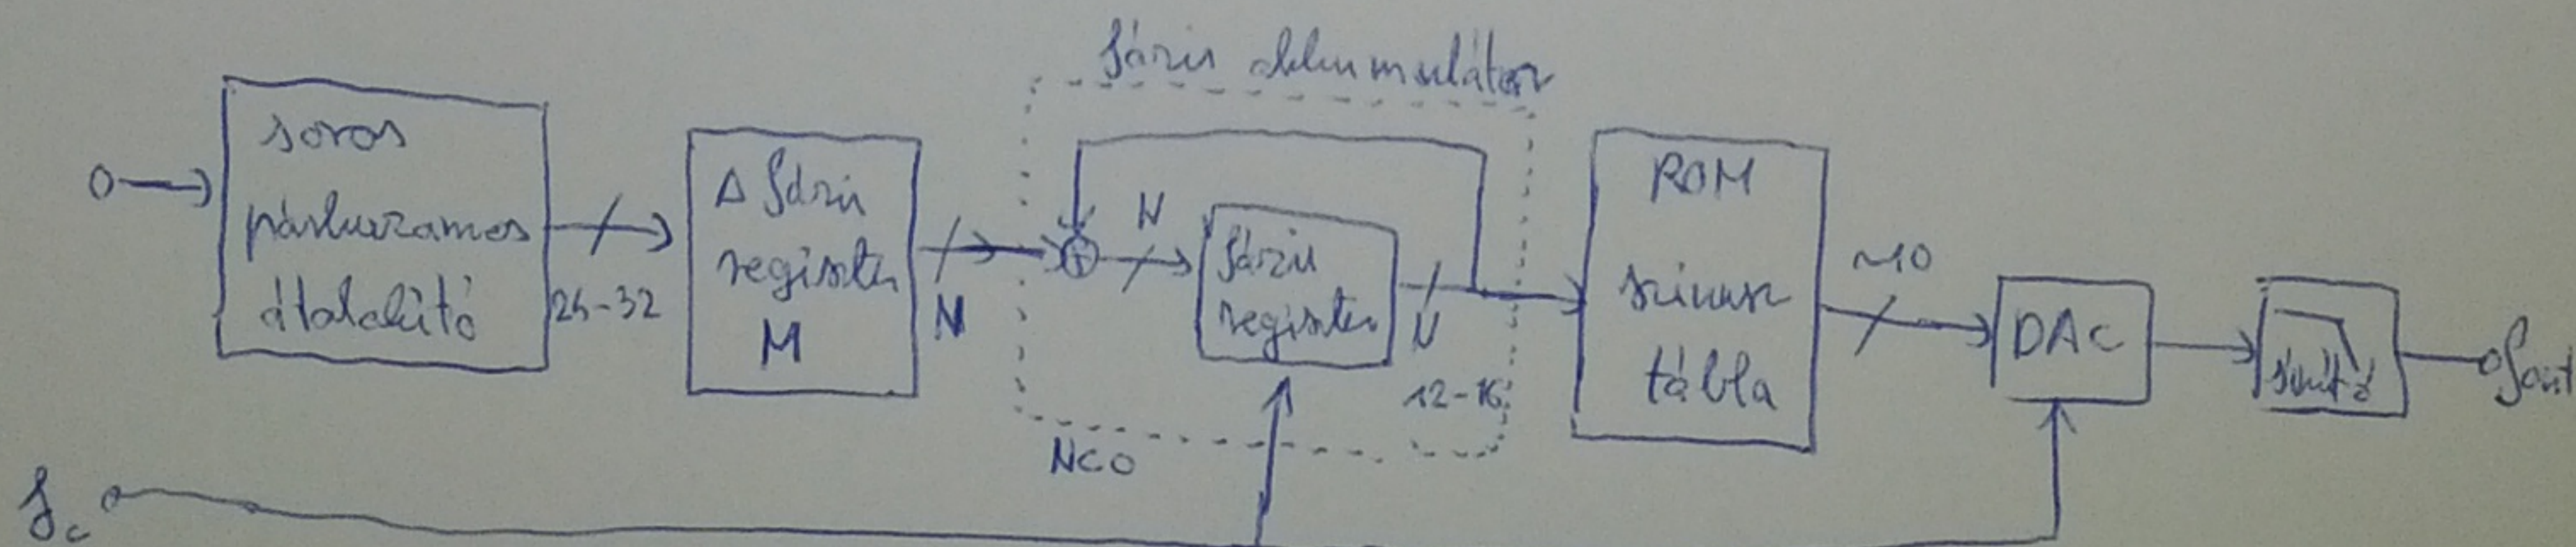 fázis akkumulátor
soros
párhuzamos
átalakító
24-32
Δ fázis
regiszter
M
N
N
fázis
regiszter
N
12-16
NCO
ROM
szinusz
tábla
~10
DAC
szűrő
fout
fc